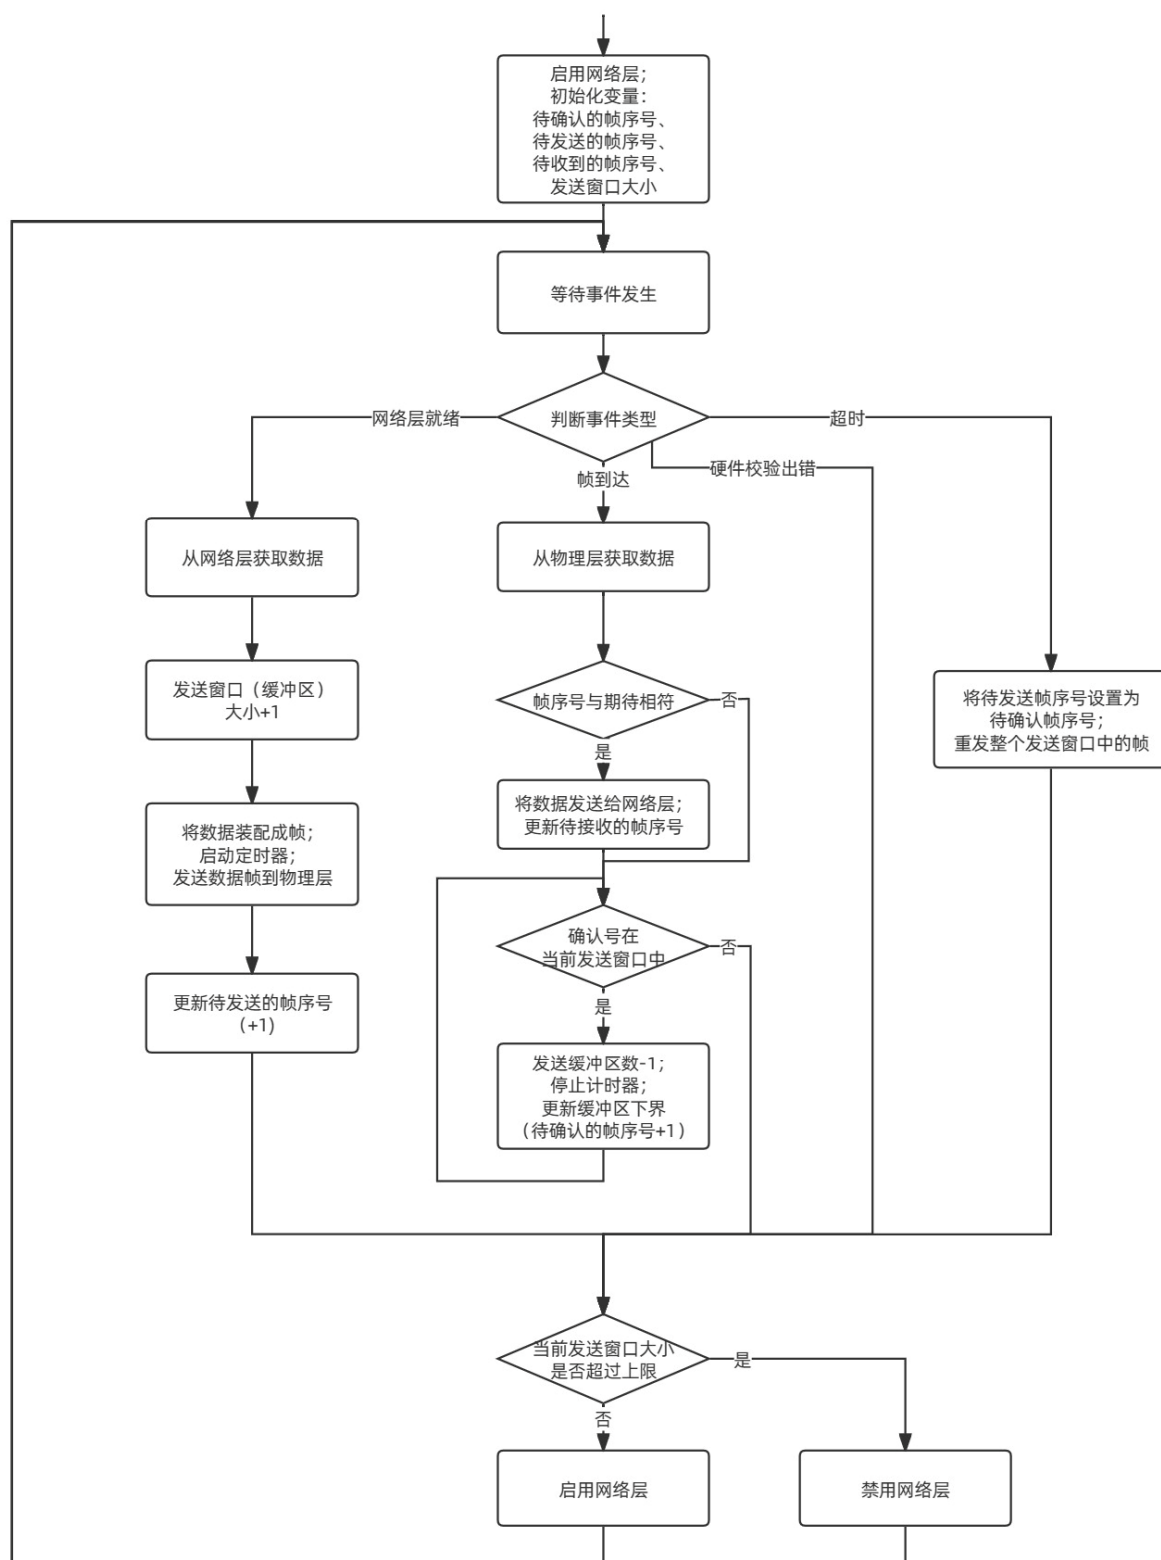 启用网络层；
初始化变量：
待确认的帧序号、
待发送的帧序号、
待收到的帧序号、
发送窗口大小
等待事件发生
判断事件类型
网络层就绪
超时
硬件校验出错
帧到达
从网络层获取数据
从物理层获取数据
发送窗口（缓冲区）
大小+1
帧序号与期待相符
否
是
将待发送帧序号设置为
待确认帧序号；
重发整个发送窗口中的帧
将数据装配成帧；
启动定时器；
发送数据帧到物理层
将数据发送给网络层；
更新待接收的帧序号
确认号在
当前发送窗口中
否
是
更新待发送的帧序号
（+1）
发送缓冲区数-1；
停止计时器；
更新缓冲区下界
（待确认的帧序号+1）
当前发送窗口大小
是否超过上限
是
否
启用网络层
禁用网络层